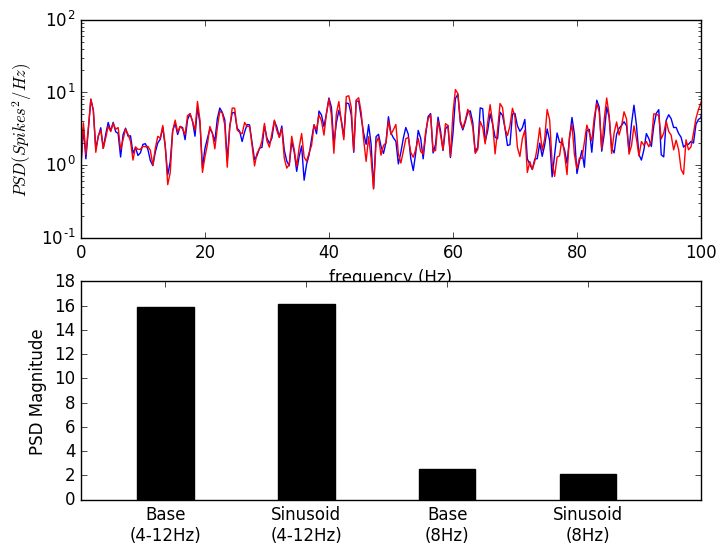 10²
10¹
10⁰
10⁻¹
PSD(Spikes²/Hz)
0 20 40 60 80 100
frequency (Hz)
18
16
14
12
10
8
6
4
2
0
PSD Magnitude
Base Sinusoid Base Sinusoid
(4-12Hz) (4-12Hz) (8Hz) (8Hz)